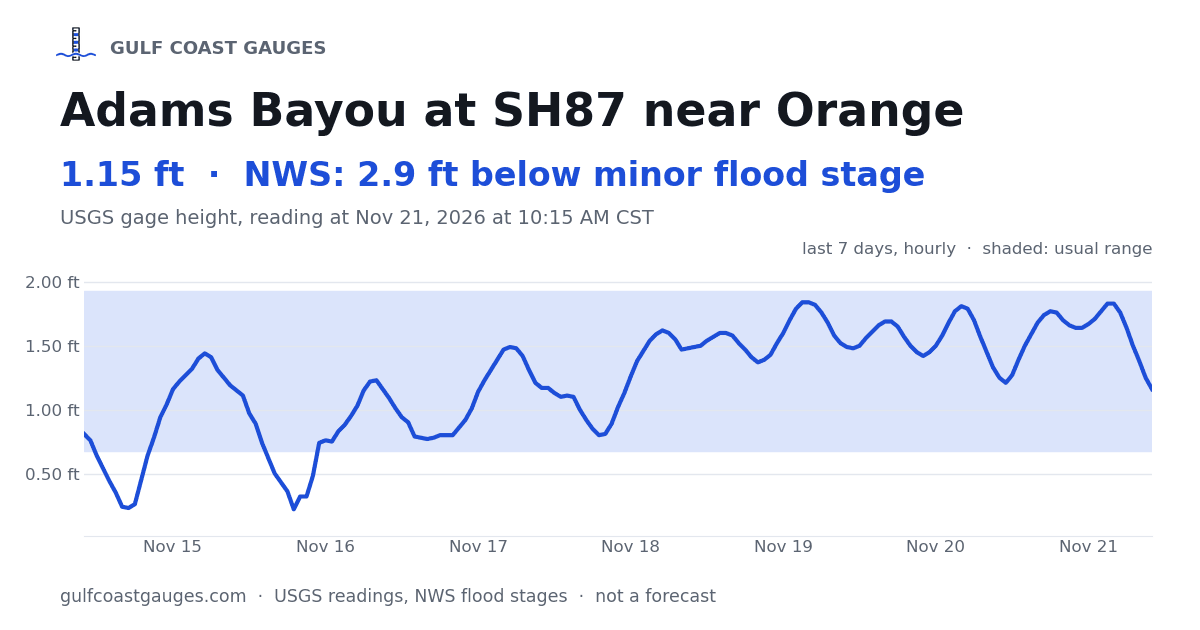 GULF COAST GAUGES
Adams Bayou at SH87 near Orange
1.15 ft · NWS: 2.9 ft below minor flood stage
USGS gage height, reading at Nov 21, 2026 at 10:15 AM CST
last 7 days, hourly · shaded: usual range
2.00 ft
1.50 ft
1.00 ft
0.50 ft
Nov 15 Nov 16 Nov 17 Nov 18 Nov 19 Nov 20 Nov 21
gulfcoastgauges.com · USGS readings, NWS flood stages · not a forecast